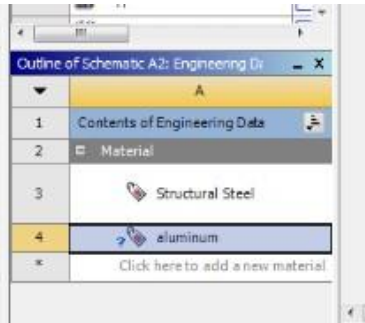 Outline of Schematic A2: Engineering D
A
1 Contents of Engineering Data
2 Material
3 Structural Steel
4 aluminum
* Click here to add a new material